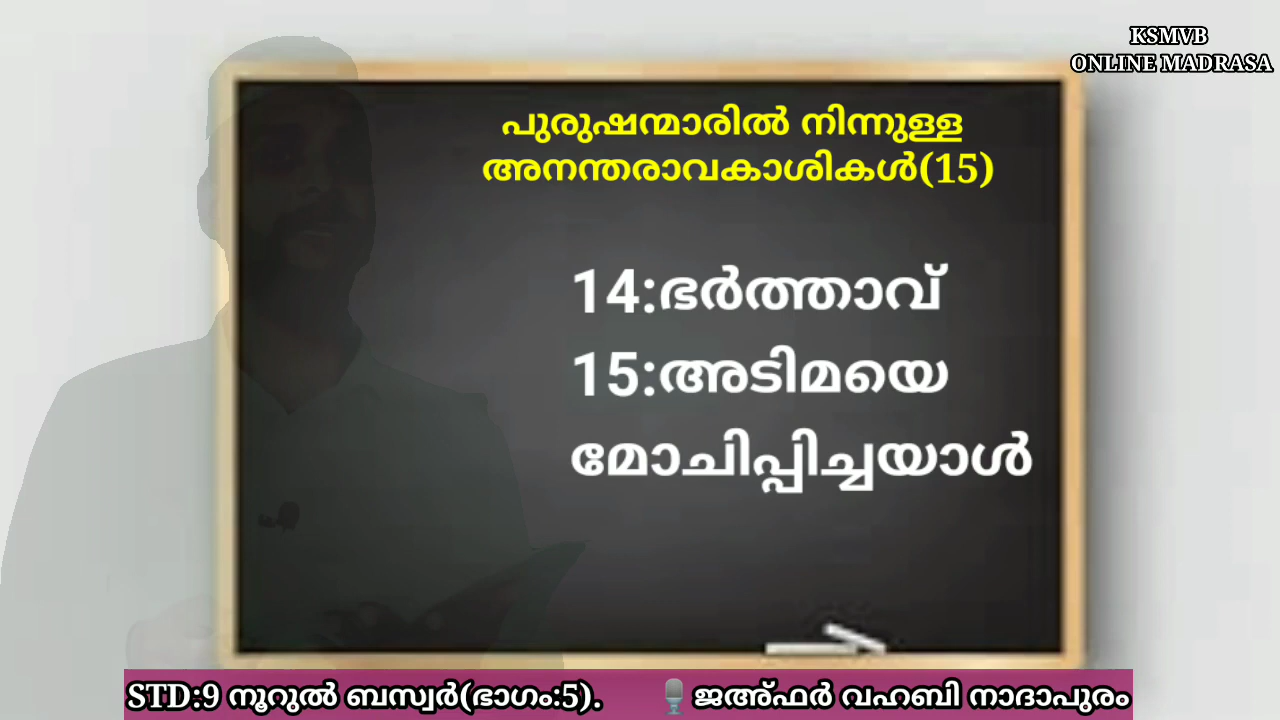 KSMVB
ONLINE MADRASA
പുരുഷന്മാരിൽ നിന്നുള്ള
അനന്തരാവകാശികൾ(15)
14:ഭർത്താവ്
15:അടിമയെ
മോചിപ്പിച്ചയാൾ
STD:9 നൂറുൽ ബസ്വർ(ഭാഗം:5). ജഅ്ഫർ വഹബി നാദാപുരം